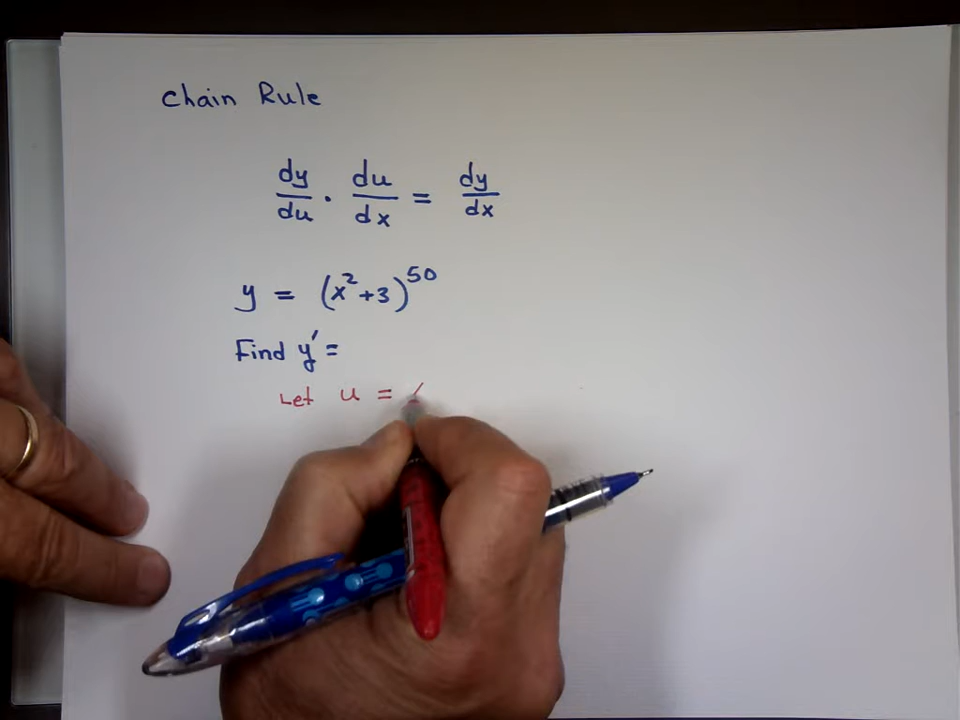 Chain Rule
dy/du · du/dx = dy/dx
y = (x²+3)⁵⁰
Find y' =
Let u = (